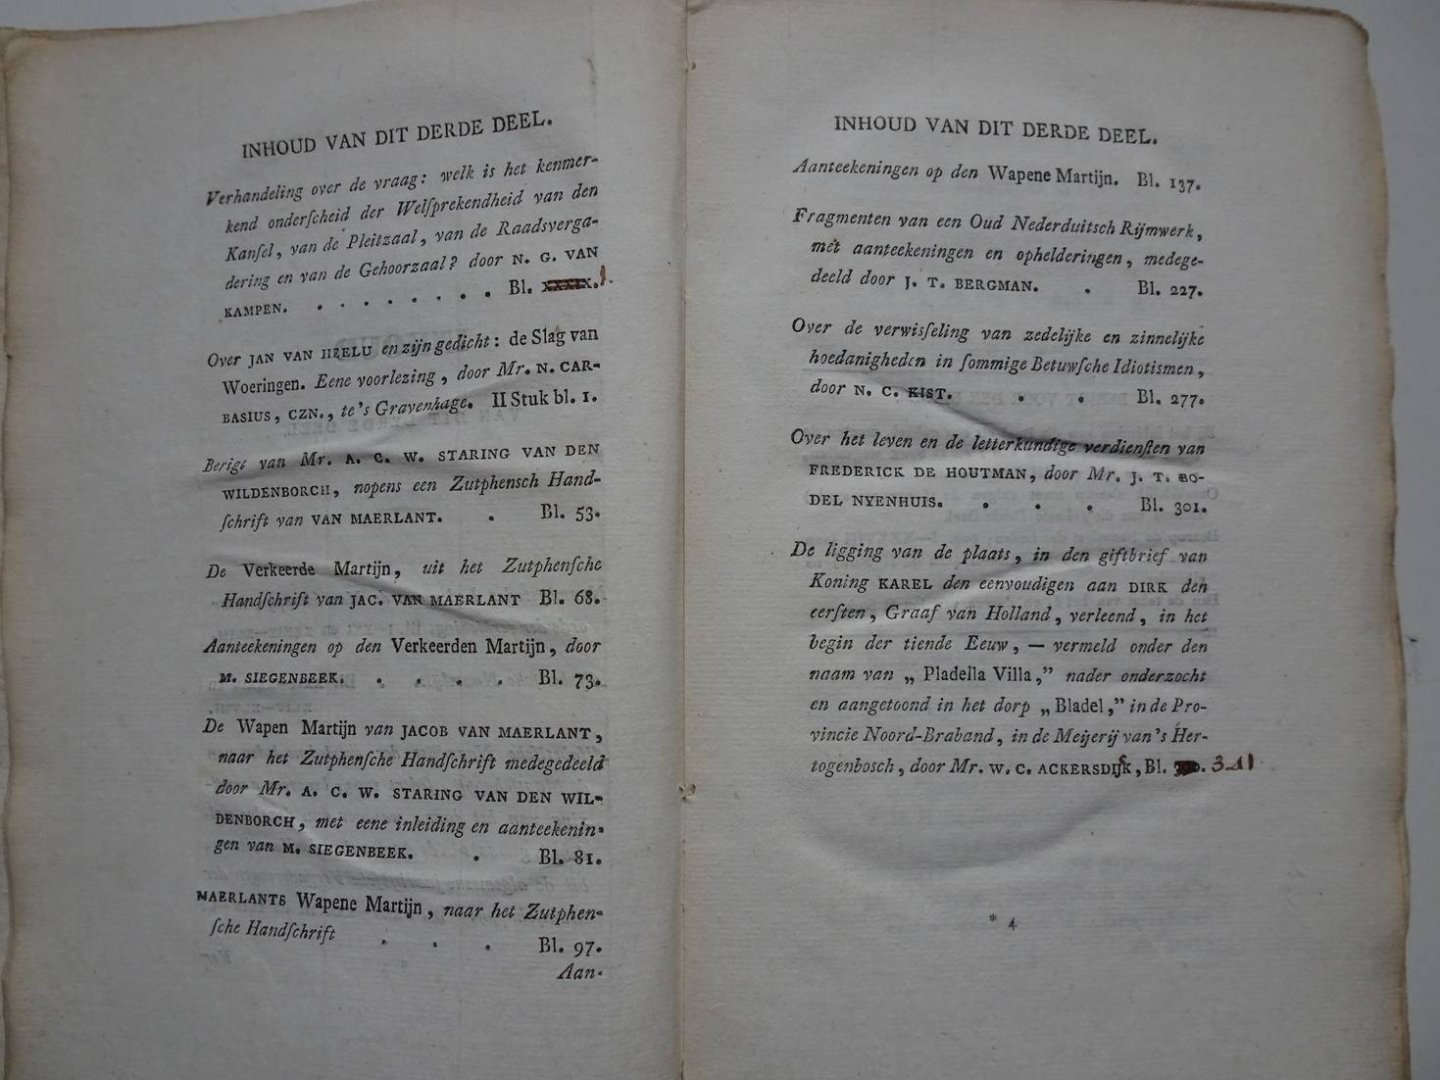 INHOUD VAN DIT DERDE DEEL.
Verhandeling over de vraag: welk is het kenmer-
kend onderſcheid der Welſprekendheid van den
Kanſel, van de Pleitzaal, van de Raadsverga-
dering en van de Gehoorzaal? door N. G. VAN
KAMPEN. . . . . . . . Bl. 1.
Over JAN VAN HEELU en zijn gedicht: de Slag van
Woeringen. Eene voorlezing, door Mr. N. CAR-
BASIUS, CZN., te's Gravenhage. II Stuk bl. 1.
Berigt van Mr. A. C. W. STARING VAN DEN
WILDENBORCH, nopens een Zutphensch Hand-
ſchrift van VAN MAERLANT. . Bl. 53.
De Verkeerde Martijn, uit het Zutphenſche
Handſchrift van JAC. VAN MAERLANT Bl. 68.
Aanteekeningen op den Verkeerden Martijn, door
M. SIEGENBEEK. . . . . Bl. 73.
De Wapen Martijn van JACOB VAN MAERLANT,
naar het Zutphenſche Handſchrift medegedeeld
door Mr. A. C. W. STARING VAN DEN WIL-
DENBORCH, met eene inleiding en aanteekenin-
gen van M. SIEGENBEEK. . Bl. 81.
MAERLANTS Wapene Martijn, naar het Zutphen-
ſche Handſchrift . . . Bl. 97.
Aan-
INHOUD VAN DIT DERDE DEEL.
Aanteekeningen op den Wapene Martijn. Bl. 137.
Fragmenten van een Oud Nederduitsch Rijmwerk,
met aanteekeningen en ophelderingen, medege-
deeld door J. T. BERGMAN. . Bl. 227.
Over de verwisſeling van zedelijke en zinnelijke
hoedanigheden in ſommige Betuwſche Idiotismen,
door N. C. KIST. . . Bl. 277.
Over het leven en de letterkundige verdienſten van
FREDERICK DE HOUTMAN, door Mr. J. T. BO-
DEL NYENHUIS. . . . Bl. 301.
De ligging van de plaats, in den giftbrief van
Koning KAREL den eenvoudigen aan DIRK den
eerſten, Graaf van Holland, verleend, in het
begin der tiende Eeuw, — vermeld onder den
naam van „Pladella Villa,” nader onderzocht
en aangetoond in het dorp „Bladel,” in de Pro-
vincie Noord-Braband, in de Meijerij van's Her-
togenbosch, door Mr. W. C. ACKERSDIJK, Bl. 341
* 4